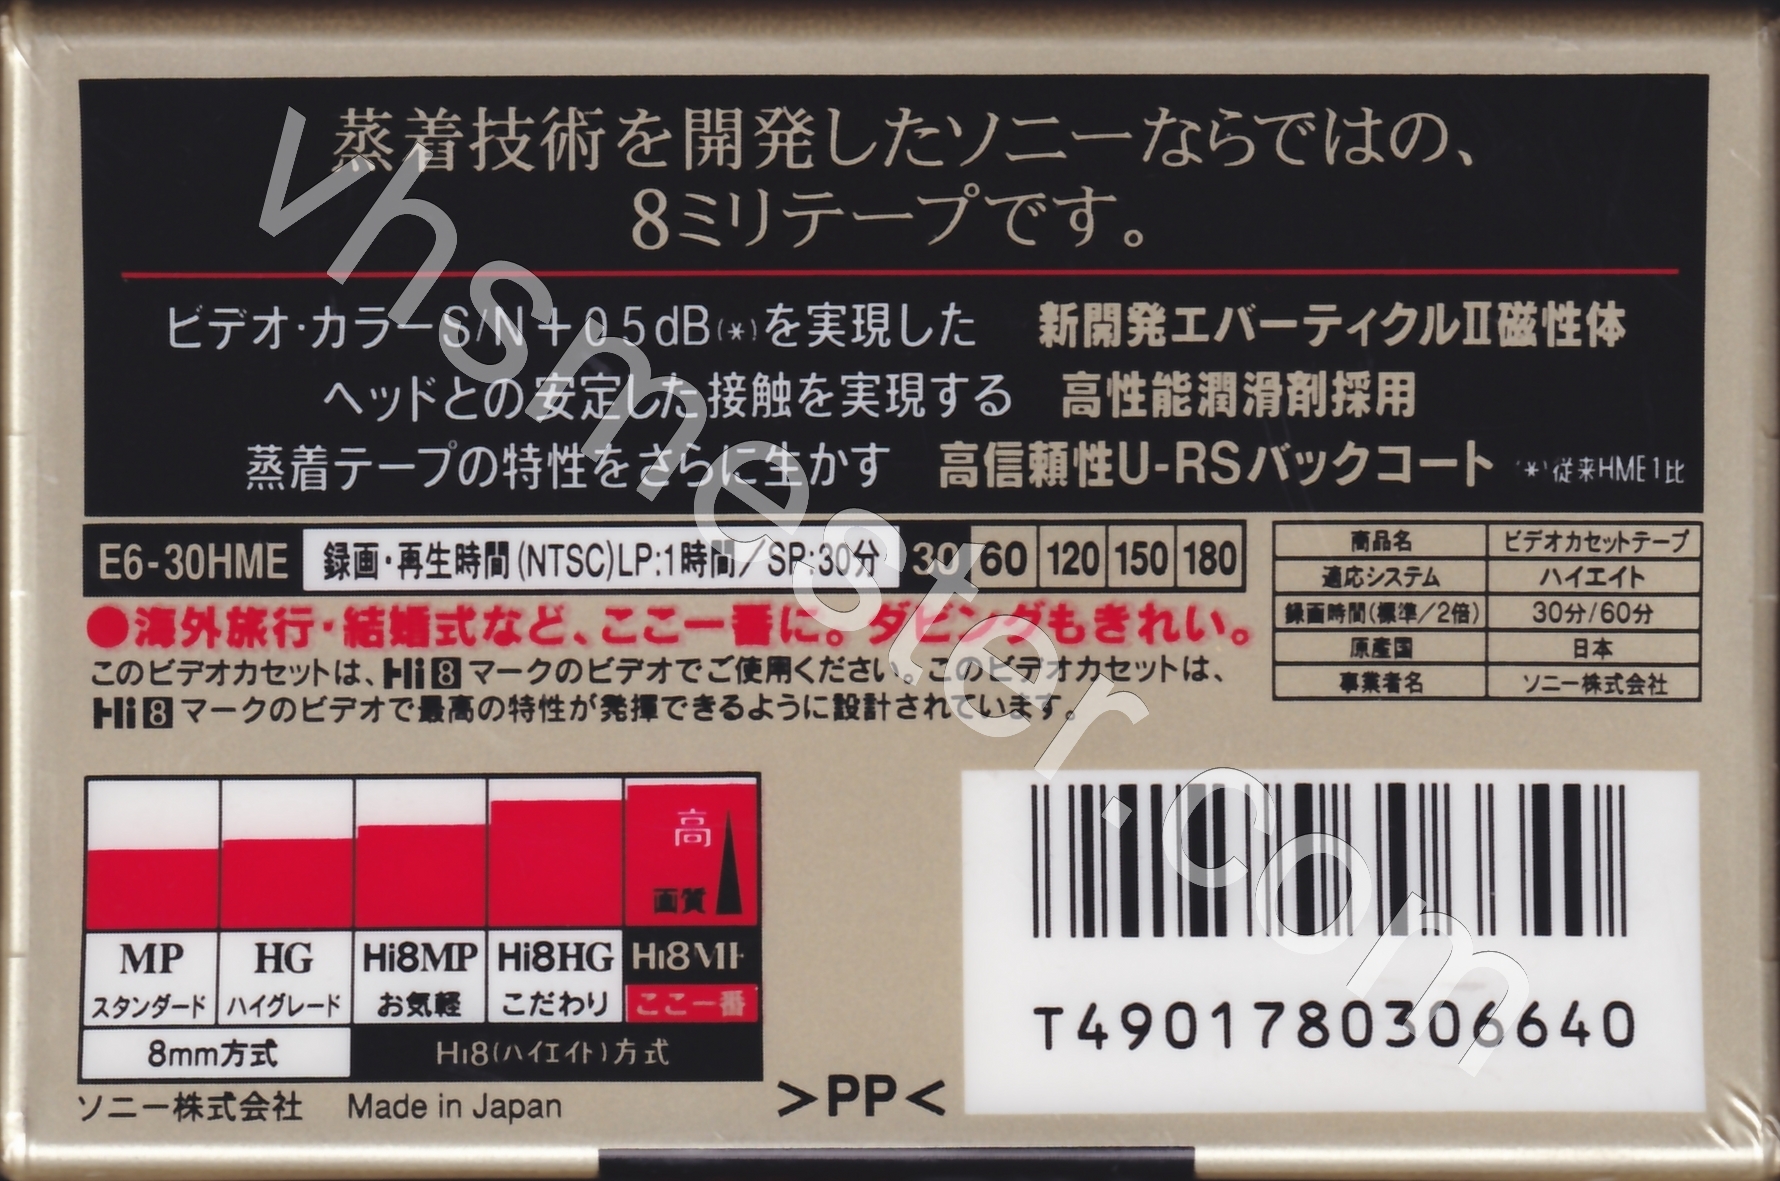 蒸着技術を開発したソニーならではの、
8ミリテープです。
ビデオ・カラーS/N+0.5dB(*)を実現した 新開発エバーティクルII磁性体
ヘッドとの安定した接触を実現する 高性能潤滑剤採用
蒸着テープの特性をさらに生かす 高信頼性U-RSバックコート (*)従来HME1比
E6-30HME 録画・再生時間(NTSC)LP:1時間/SP:30分 30 60 120 150 180
●海外旅行・結婚式など、ここ一番に。ダビングもきれい。
このビデオカセットは、Hi8マークのビデオでご使用ください。このビデオカセットは、
Hi8マークのビデオで最高の特性が発揮できるように設計されています。
商品名 ビデオカセットテープ
適応システム ハイエイト
録画時間(標準/2倍) 30分/60分
原産国 日本
事業者名 ソニー株式会社
高
画質
MP HG Hi8MP Hi8HG
スタンダード ハイグレード お気軽 こだわり ここ一番
8mm方式 Hi8(ハイエイト)方式
ソニー株式会社 Made in Japan
>PP<
T4901780306640
vhsmester.com